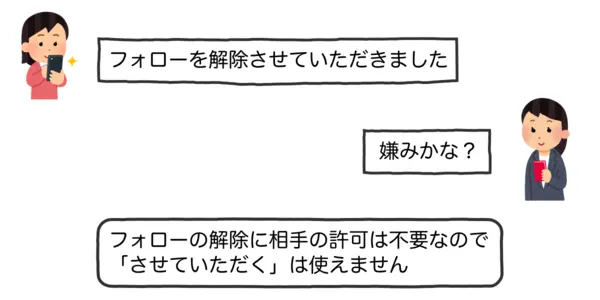 フォローを解除させていただきました
嫌みかな？
フォローの解除に相手の許可は不要なので
「させていただく」は使えません